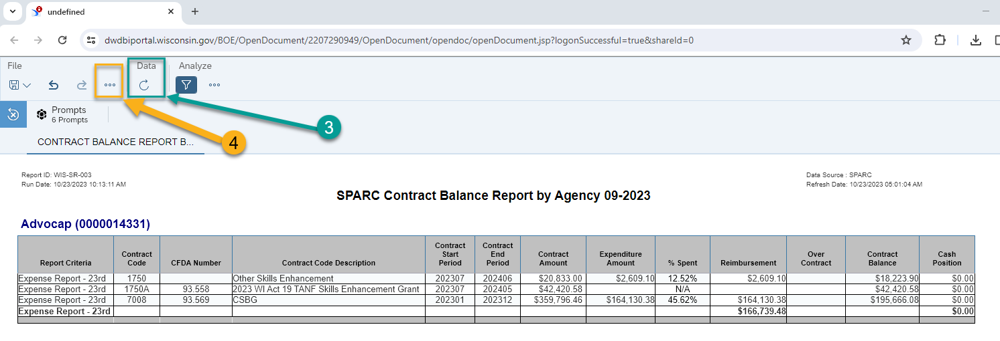 undefined
dwdbiportal.wisconsin.gov/BOE/OpenDocument/2207290949/OpenDocument/opendoc/openDocument.jsp?logonSuccessful=true&shareId=0
File Data Analyze
Prompts
6 Prompts
3
4
CONTRACT BALANCE REPORT B...
Report ID: WIS-SR-003 Data Source : SPARC
Run Date: 10/23/2023 10:13:11 AM Refresh Date: 10/23/2023 05:01:04 AM
SPARC Contract Balance Report by Agency 09-2023
Advocap (0000014331)
Report Criteria Contract Code CFDA Number Contract Code Description Contract Start Period Contract End Period Contract Amount Expenditure Amount % Spent Reimbursement Over Contract Contract Balance Cash Position
Expense Report - 23rd 1750 Other Skills Enhancement 202307 202406 $20,833.00 $2,609.10 12.52% $2,609.10 $18,223.90 $0.00
Expense Report - 23rd 1750A 93.558 2023 WI Act 19 TANF Skills Enhancement Grant 202307 202405 $42,420.58 N/A $42,420.58 $0.00
Expense Report - 23rd 7008 93.569 CSBG 202301 202312 $359,796.46 $164,130.38 45.62% $164,130.38 $195,666.08 $0.00
Expense Report - 23rd $166,739.48 $0.00